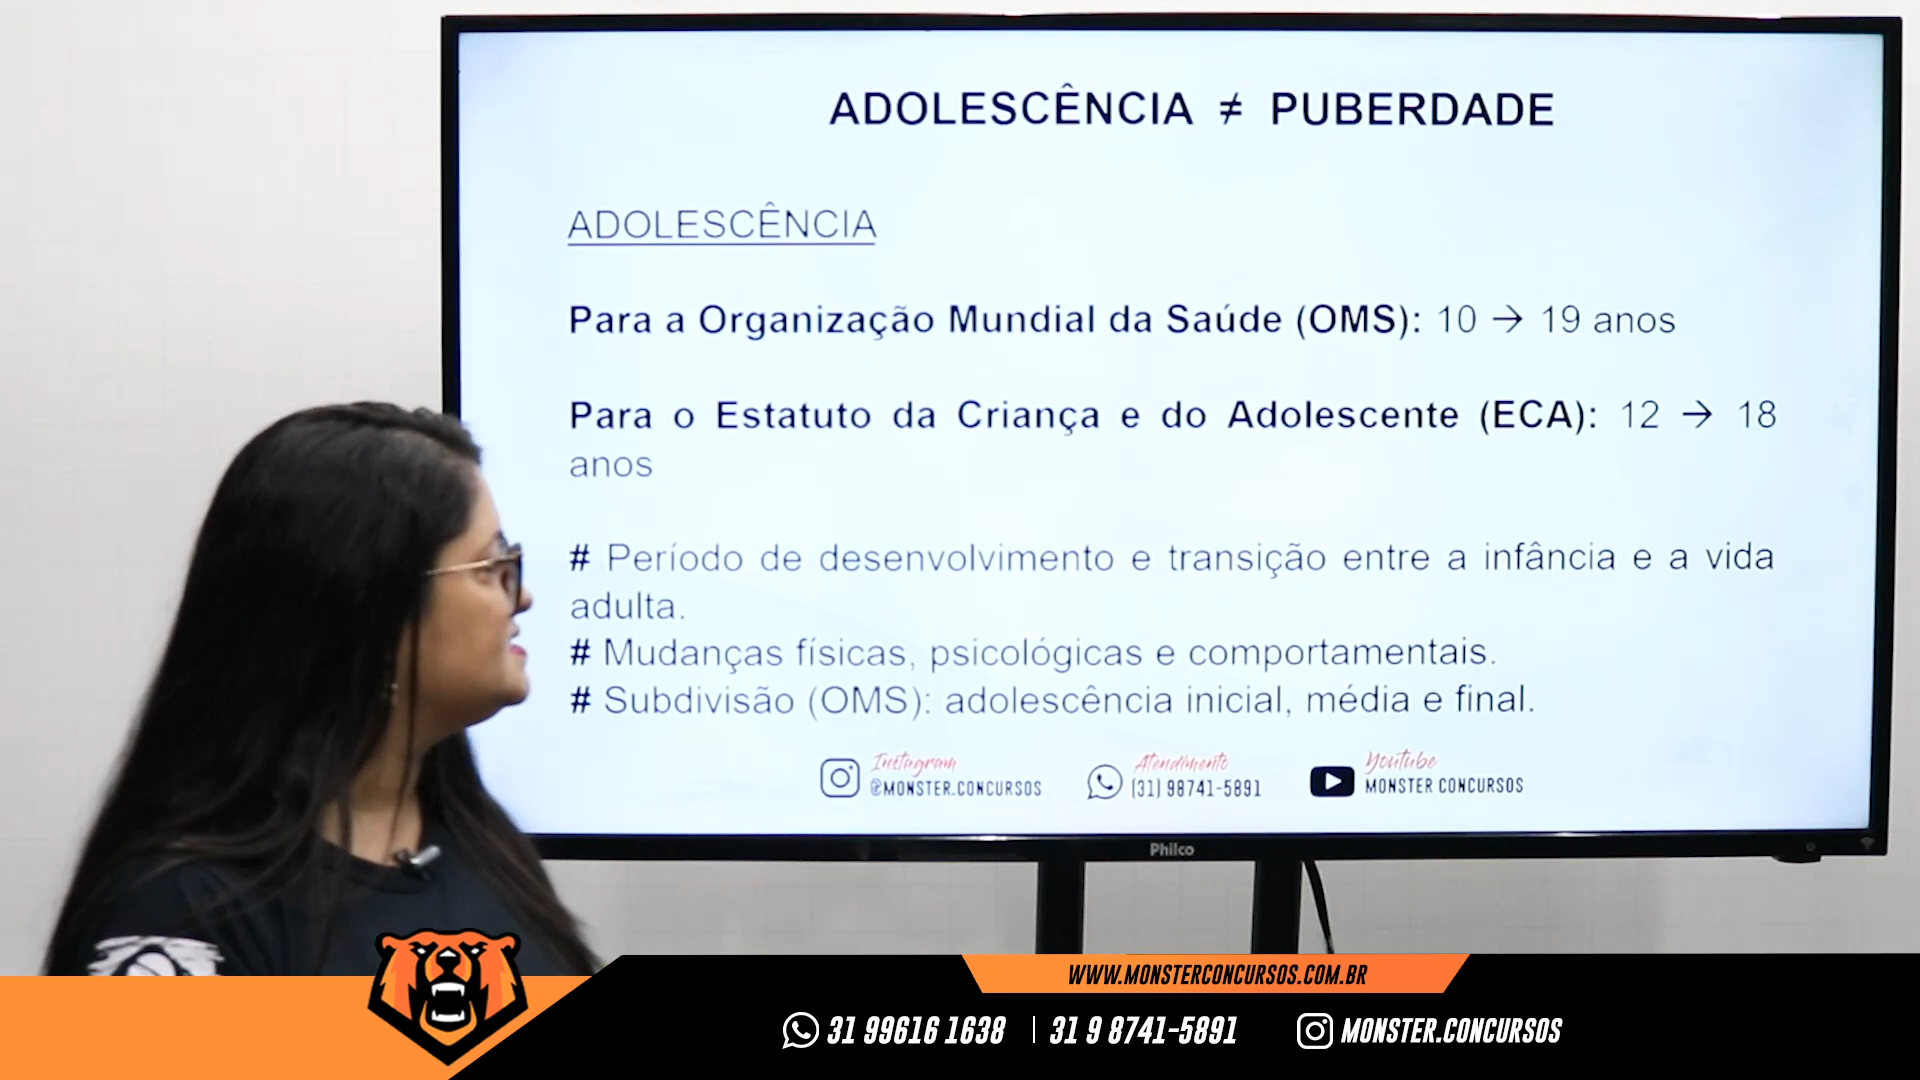 ADOLESCÊNCIA ≠ PUBERDADE
ADOLESCÊNCIA
Para a Organização Mundial da Saúde (OMS): 10 → 19 anos
Para o Estatuto da Criança e do Adolescente (ECA): 12 → 18
anos
# Período de desenvolvimento e transição entre a infância e a vida
adulta.
# Mudanças físicas, psicológicas e comportamentais.
# Subdivisão (OMS): adolescência inicial, média e final.
Instagram
@MONSTER.CONCURSOS
Atendimento
(31) 98741-5891
Youtube
MONSTER CONCURSOS
Philco
WWW.MONSTERCONCURSOS.COM.BR
31 99616 1638 | 31 9 8741-5891
MONSTER.CONCURSOS